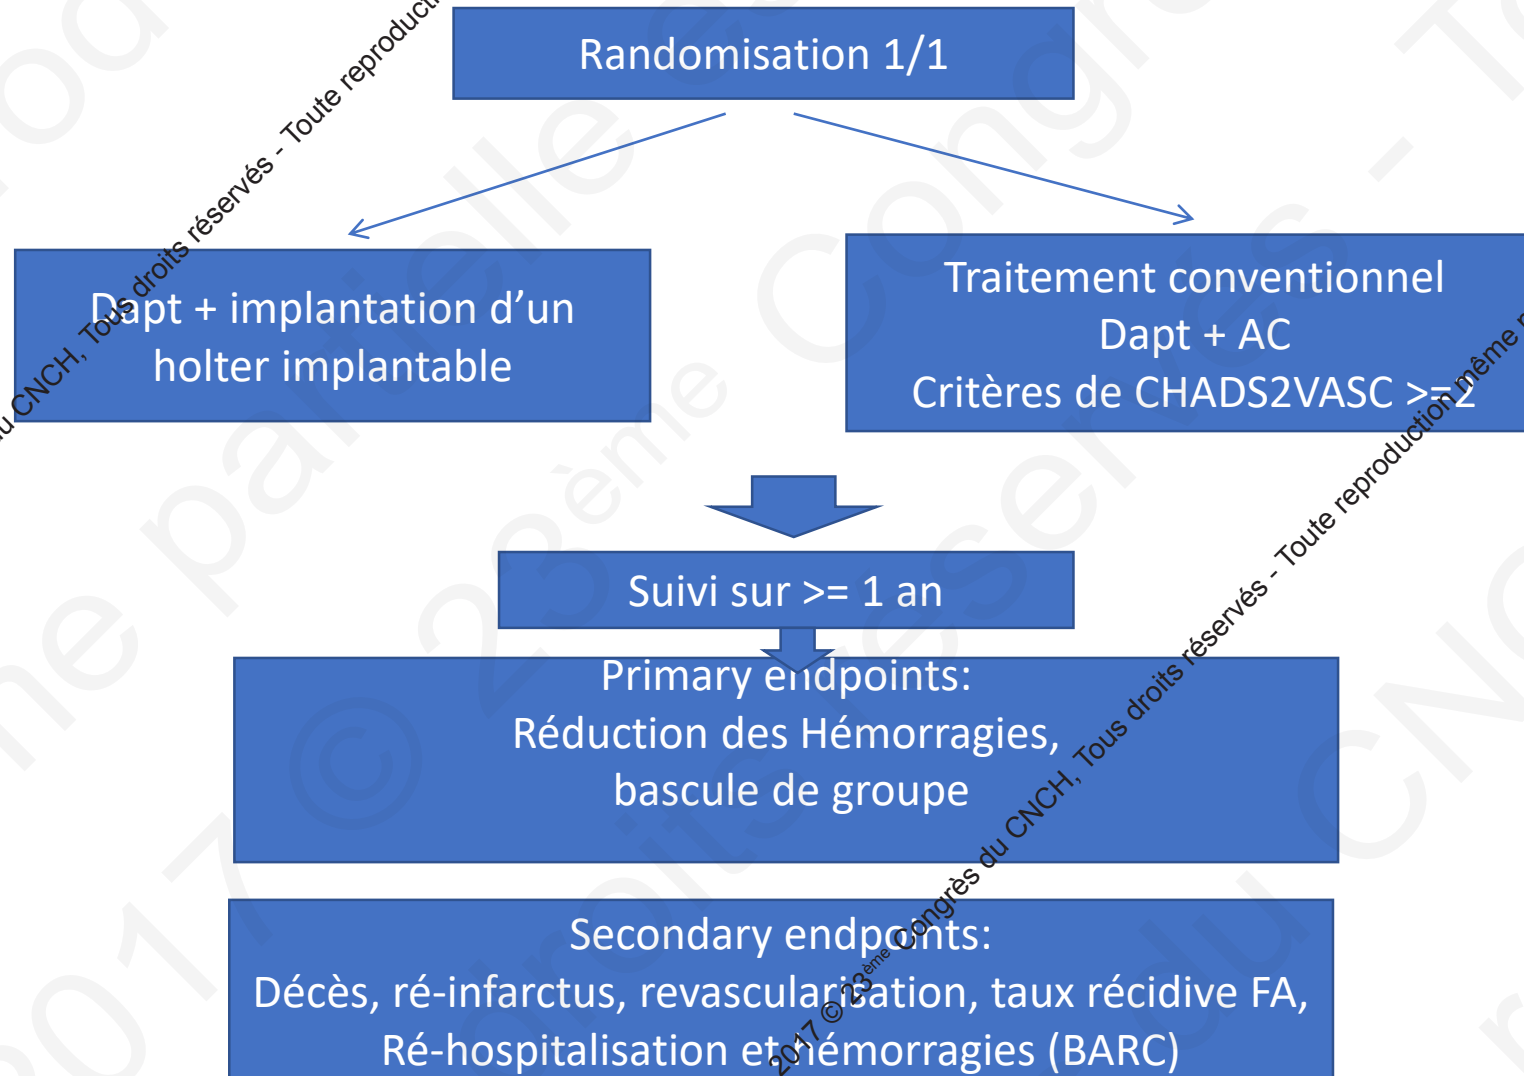 Randomisation 1/1
Dapt + implantation d’un
holter implantable
Traitement conventionnel
Dapt + AC
Critères de CHADS2VASC >=2
Suivi sur >= 1 an
Primary endpoints:
Réduction des Hémorragies,
bascule de groupe
Secondary endpoints:
Décès, ré-infarctus, revascularisation, taux récidive FA,
Ré-hospitalisation et hémorragies (BARC)
du CNCH, Tous droits réservés - Toute reproducti
2017 © 23ème Congrès du CNCH, Tous droits réservés - Toute reproduction même